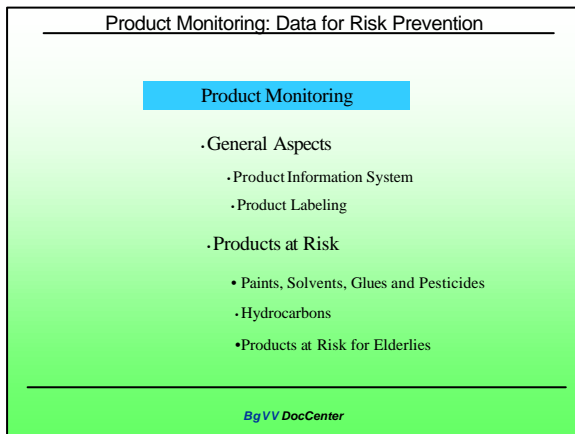 Product Monitoring: Data for Risk Prevention
Product Monitoring
·General Aspects
·Product Information System
·Product Labeling
·Products at Risk
• Paints, Solvents, Glues and Pesticides
·Hydrocarbons
•Products at Risk for Elderlies
BgVV DocCenter